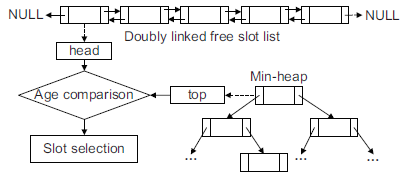 NULL
NULL
Doubly linked free slot list
head
Min-heap
Age comparison
top
Slot selection
...
...
...